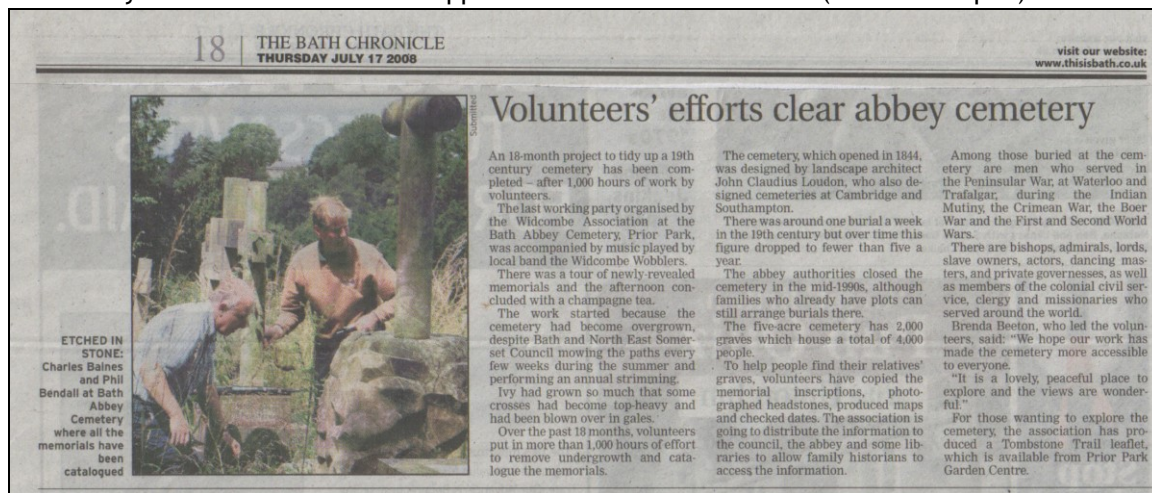 18
THE BATH CHRONICLE
THURSDAY JULY 17 2008
visit our website:
www.thisisbath.co.uk
Submitted
ETCHED IN
STONE:
Charles Baines
and Phil
Bendall at Bath
Abbey
Cemetery
where all the
memorials have
been
catalogued
Volunteers' efforts clear abbey cemetery
An 18-month project to tidy up a 19th
century cemetery has been com-
pleted – after 1,000 hours of work by
volunteers.
The last working party organised by
the Widcombe Association at the
Bath Abbey Cemetery, Prior Park,
was accompanied by music played by
local band the Widcombe Wobblers.
There was a tour of newly-revealed
memorials and the afternoon con-
cluded with a champagne tea.
The work started because the
cemetery had become overgrown,
despite Bath and North East Somer-
set Council mowing the paths every
few weeks during the summer and
performing an annual strimming.
Ivy had grown so much that some
crosses had become top-heavy and
had been blown over in gales.
Over the past 18 months, volunteers
put in more than 1,000 hours of effort
to remove undergrowth and cata-
logue the memorials.
The cemetery, which opened in 1844,
was designed by landscape architect
John Claudius Loudon, who also de-
signed cemeteries at Cambridge and
Southampton.
There was around one burial a week
in the 19th century but over time this
figure dropped to fewer than five a
year.
The abbey authorities closed the
cemetery in the mid-1990s, although
families who already have plots can
still arrange burials there.
The five-acre cemetery has 2,000
graves which house a total of 4,000
people.
To help people find their relatives'
graves, volunteers have copied the
memorial inscriptions, photo-
graphed headstones, produced maps
and checked dates. The association is
going to distribute the information to
the council, the abbey and some lib-
raries to allow family historians to
access the information.
Among those buried at the cem-
etery are men who served in
the Peninsular War, at Waterloo and
Trafalgar, during the Indian
Mutiny, the Crimean War, the Boer
War and the First and Second World
Wars.
There are bishops, admirals, lords,
slave owners, actors, dancing mas-
ters, and private governesses, as well
as members of the colonial civil ser-
vice, clergy and missionaries who
served around the world.
Brenda Beeton, who led the volun-
teers, said: "We hope our work has
made the cemetery more accessible
to everyone.
"It is a lovely, peaceful place to
explore and the views are wonder-
ful."
For those wanting to explore the
cemetery, the association has pro-
duced a Tombstone Trail leaflet,
which is available from Prior Park
Garden Centre.